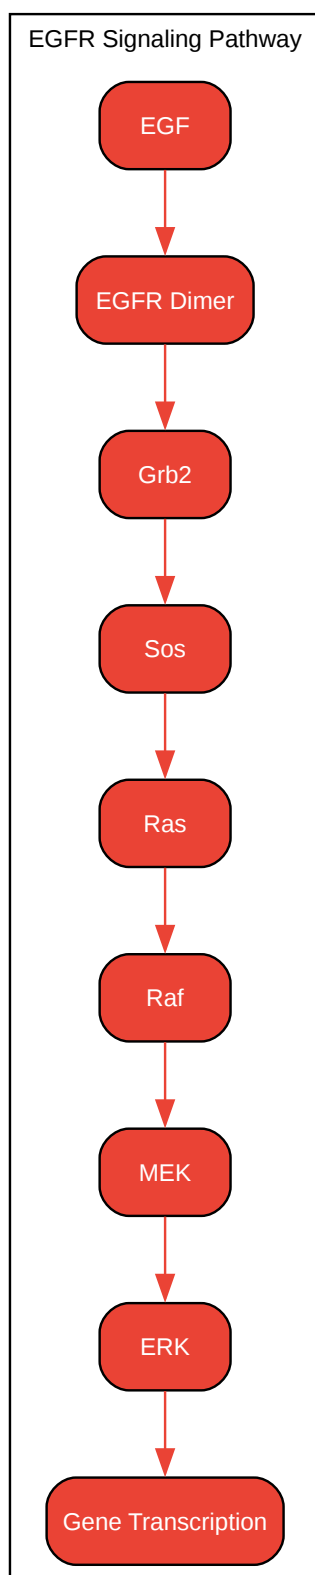 EGFR Signaling Pathway
EGF
EGFR Dimer
Grb2
Sos
Ras
Raf
MEK
ERK
Gene Transcription